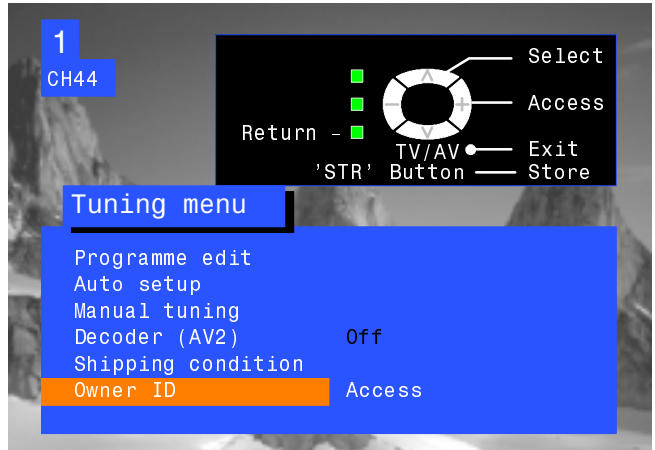 1
CH44
Select
Access
Return –
TV/AV Exit
'STR' Button Store
Tuning menu
Programme edit
Auto setup
Manual tuning
Decoder (AV2) Off
Shipping condition
Owner ID Access